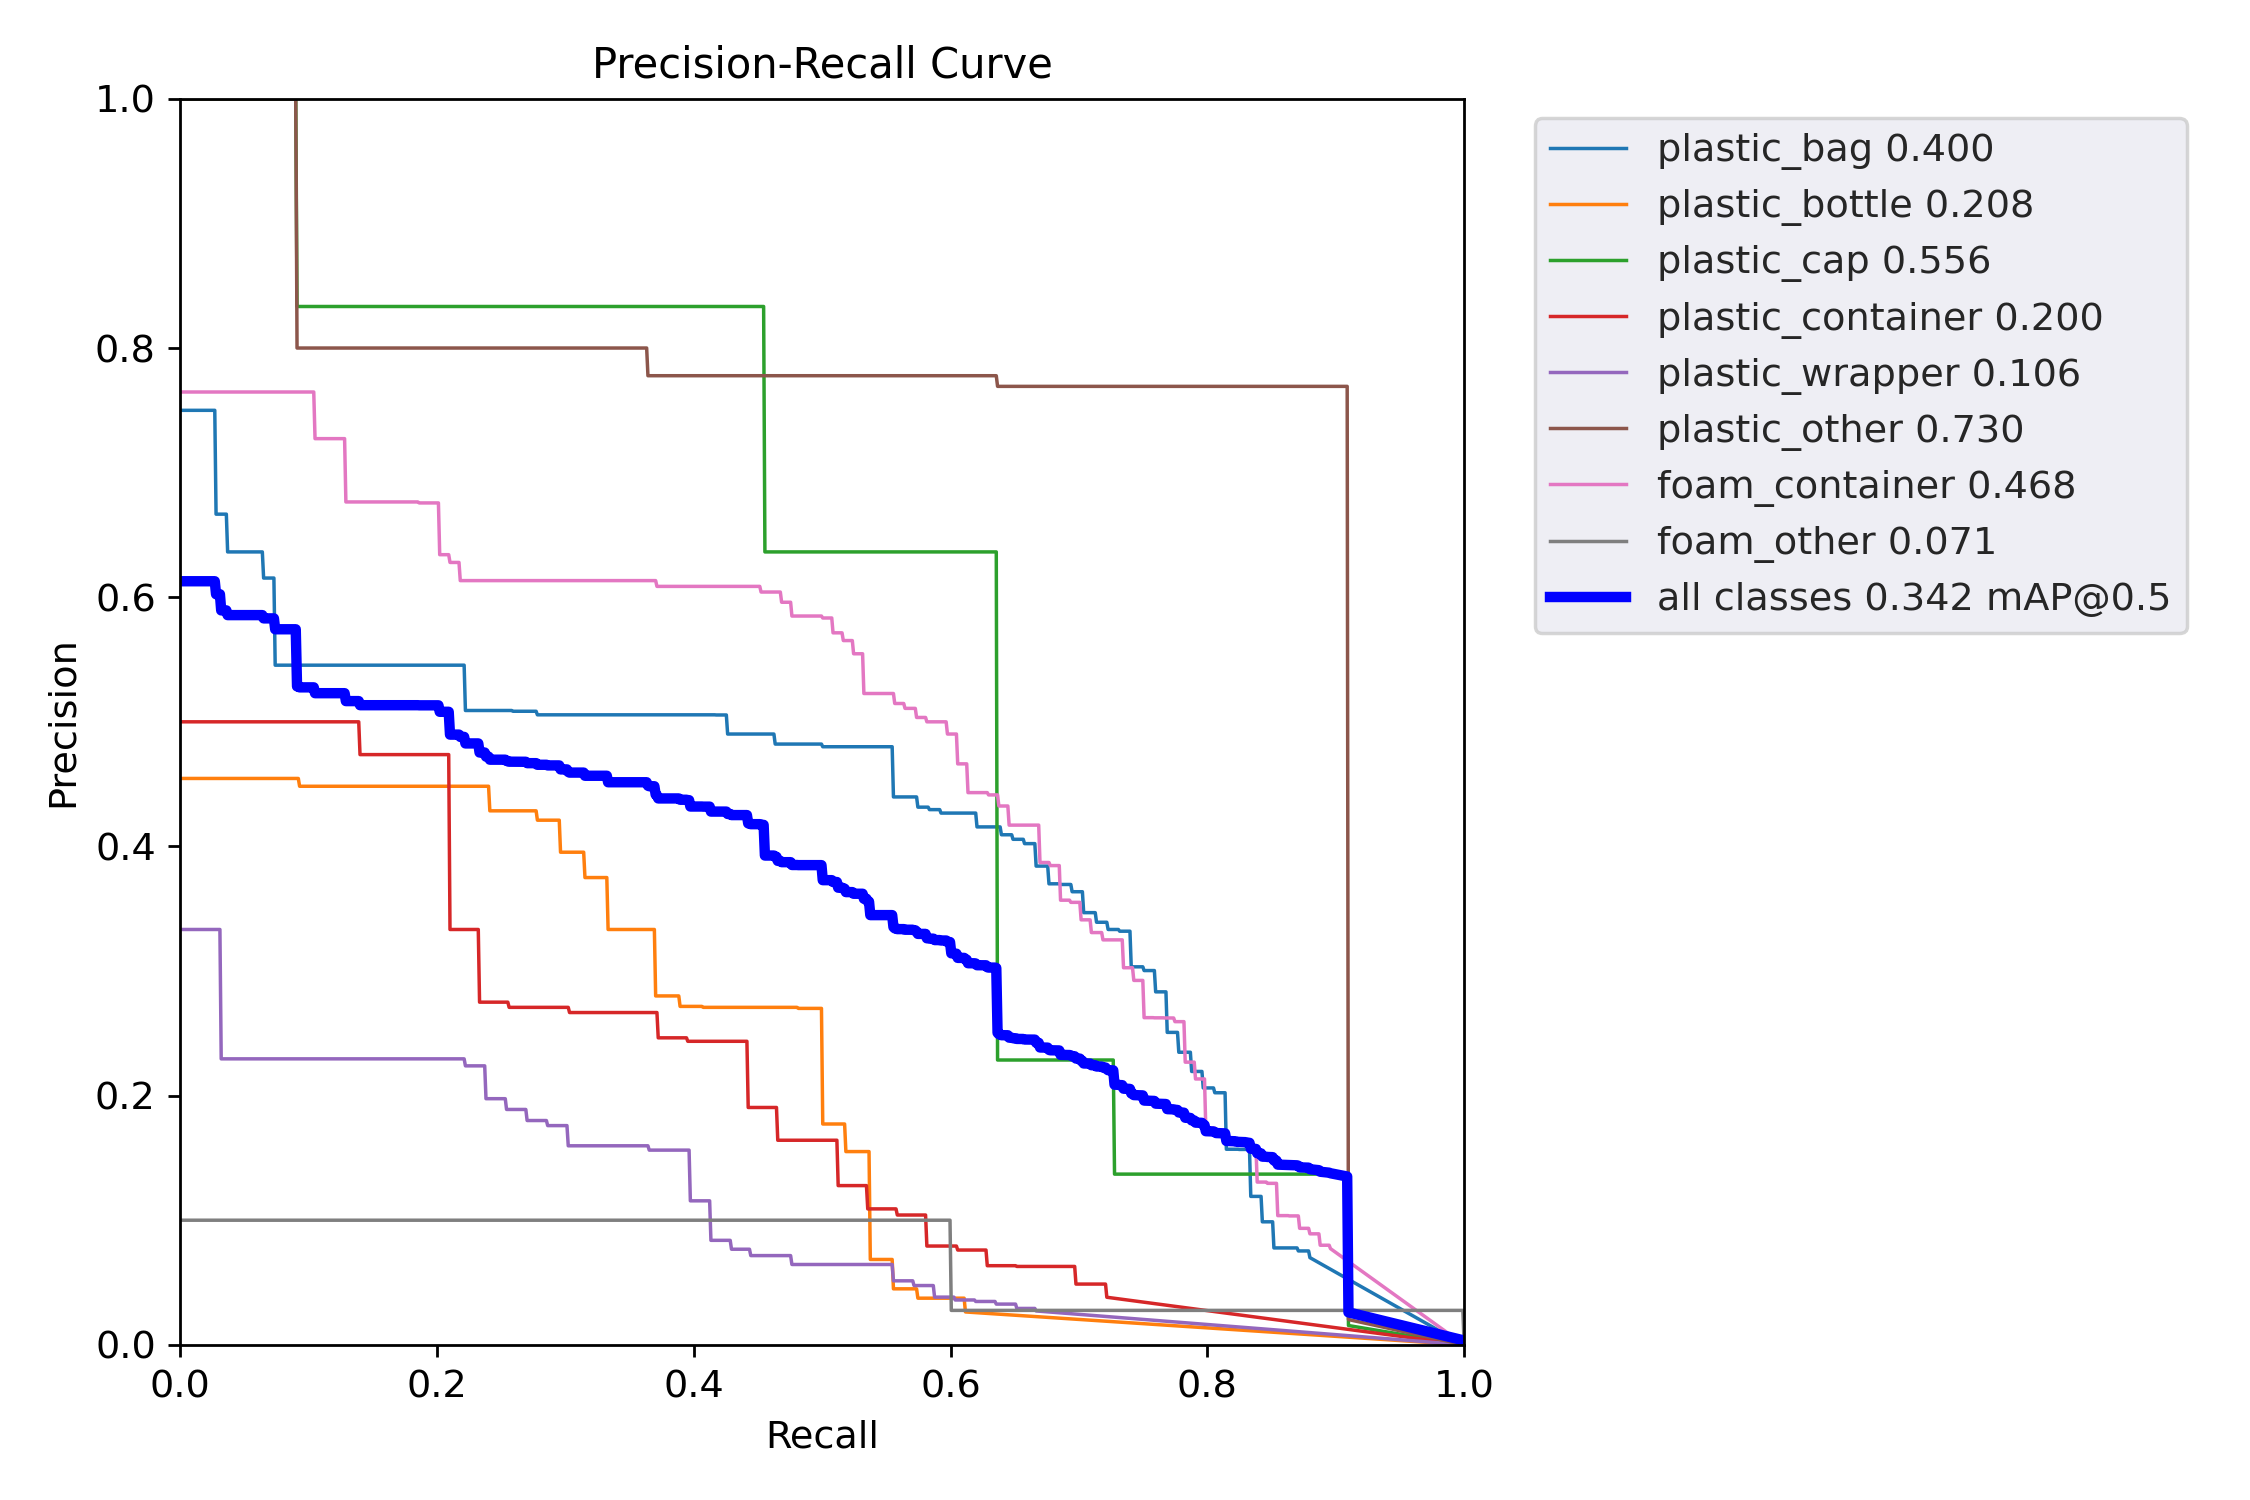 Precision-Recall Curve
1.0
0.8
0.6
0.4
0.2
0.0
Precision
0.0 0.2 0.4 0.6 0.8 1.0
Recall
plastic_bag 0.400
plastic_bottle 0.208
plastic_cap 0.556
plastic_container 0.200
plastic_wrapper 0.106
plastic_other 0.730
foam_container 0.468
foam_other 0.071
all classes 0.342 mAP@0.5